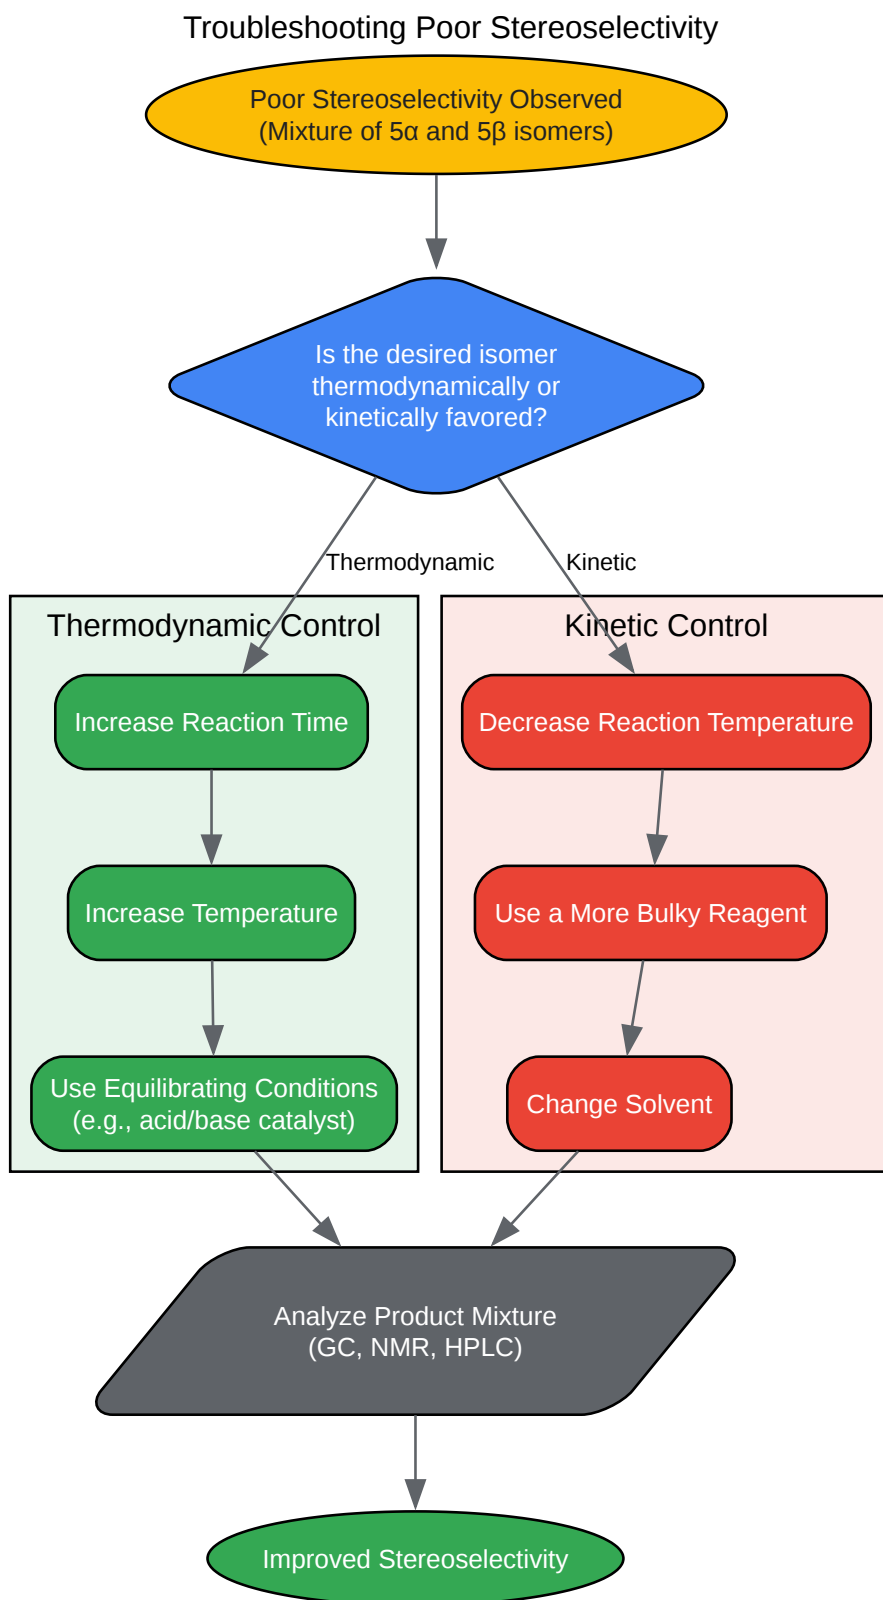 Troubleshooting Poor Stereoselectivity
Poor Stereoselectivity Observed
(Mixture of 5α and 5β isomers)
Is the desired isomer
thermodynamically or
kinetically favored?
Thermodynamic
Kinetic
Thermodynamic Control
Increase Reaction Time
Increase Temperature
Use Equilibrating Conditions
(e.g., acid/base catalyst)
Kinetic Control
Decrease Reaction Temperature
Use a More Bulky Reagent
Change Solvent
Analyze Product Mixture
(GC, NMR, HPLC)
Improved Stereoselectivity